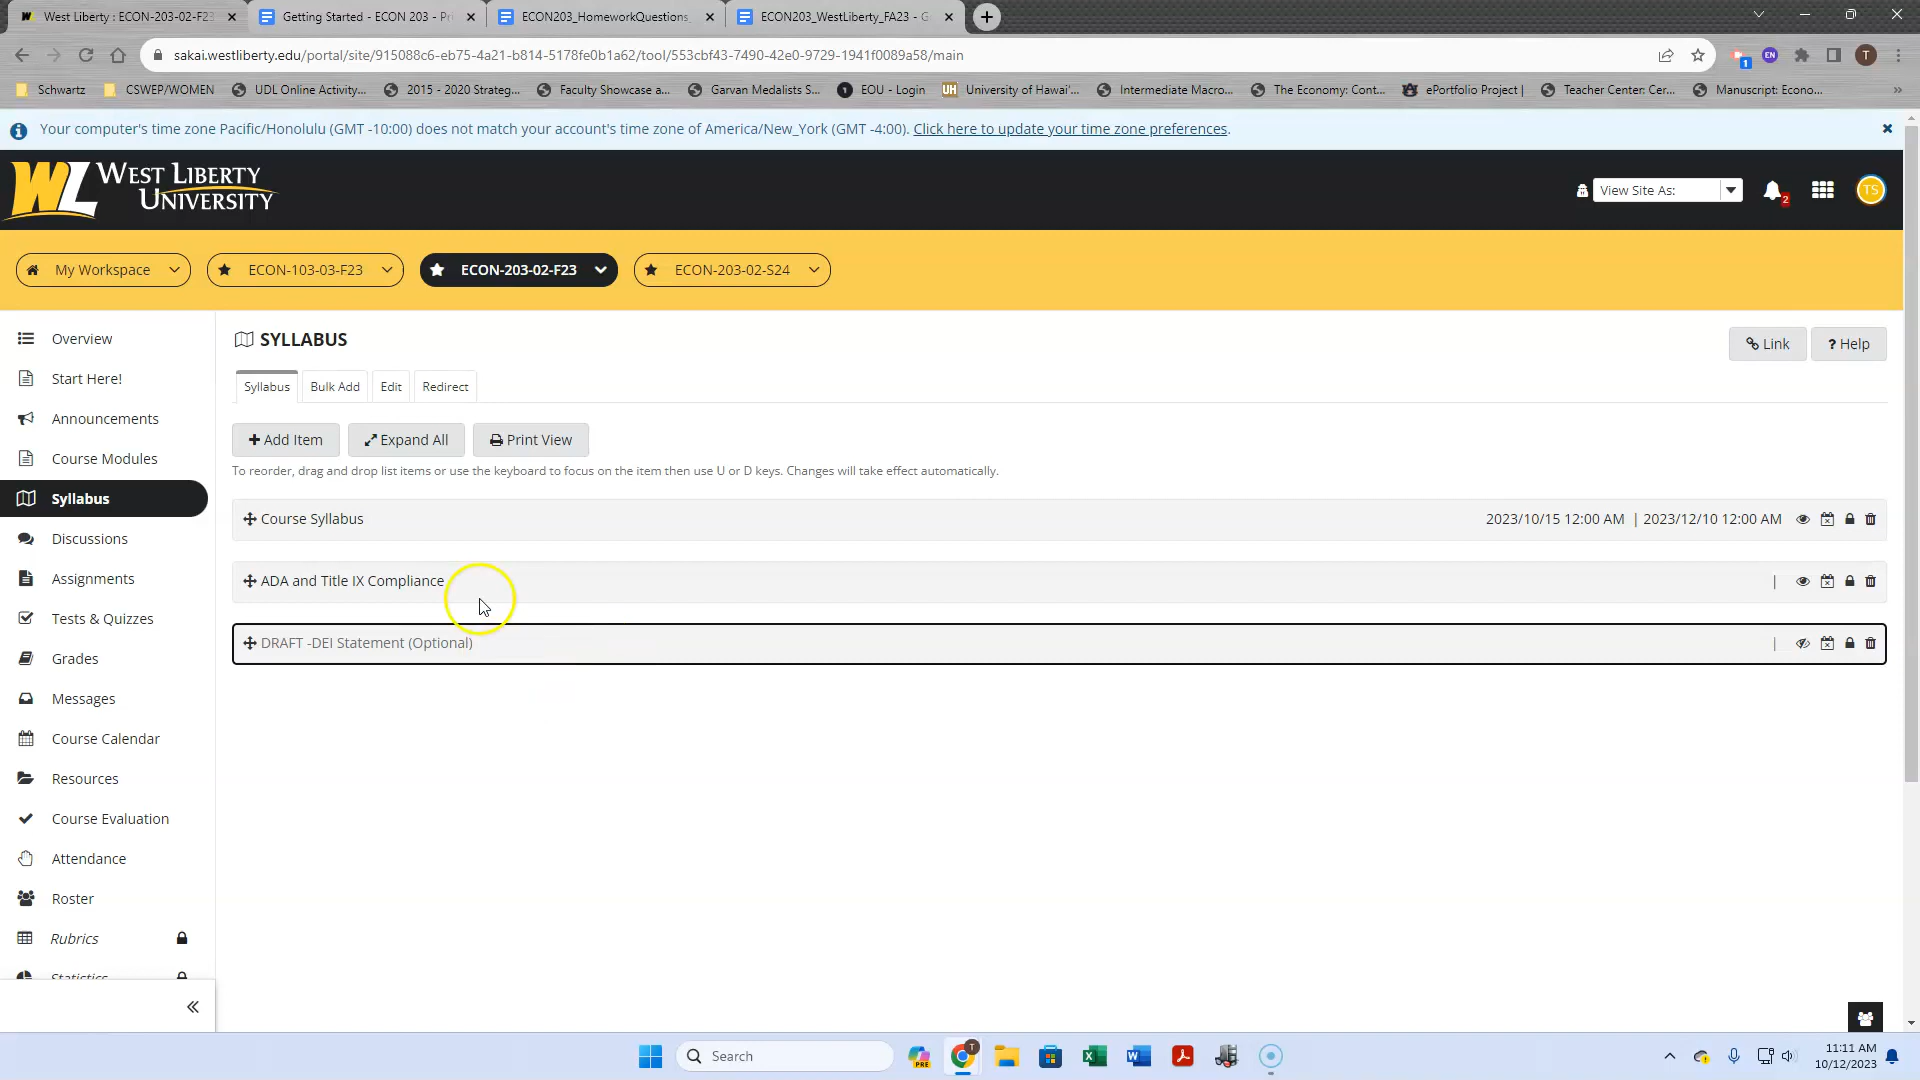 West Liberty : ECON-203-02-F23
Getting Started - ECON 203 - Pri
ECON203_HomeworkQuestions_
ECON203_WestLiberty_FA23 - G
sakai.westliberty.edu/portal/site/915088c6-eb75-4a21-b814-5178fe0b1a62/tool/553cbf43-7490-42e0-9729-1941f0089a58/main
1
EN
T
Schwartz
CSWEP/WOMEN
UDL Online Activity...
2015 - 2020 Strateg...
Faculty Showcase a...
Garvan Medalists S...
EOU - Login
UH
University of Hawai'...
Intermediate Macro...
The Economy: Cont...
ePortfolio Project |
Teacher Center: Cer...
Manuscript: Econo...
»
Your computer's time zone Pacific/Honolulu (GMT -10:00) does not match your account's time zone of America/New_York (GMT -4:00). Click here to update your time zone preferences.
WL
WEST LIBERTY
UNIVERSITY
View Site As:
2
TS
My Workspace
ECON-103-03-F23
ECON-203-02-F23
ECON-203-02-S24
Overview
Start Here!
Announcements
Course Modules
Syllabus
Discussions
Assignments
Tests & Quizzes
Grades
Messages
Course Calendar
Resources
Course Evaluation
Attendance
Roster
Rubrics
Statistics
SYLLABUS
Link
? Help
Syllabus
Bulk Add
Edit
Redirect
Add Item
Expand All
Print View
To reorder, drag and drop list items or use the keyboard to focus on the item then use U or D keys. Changes will take effect automatically.
Course Syllabus
2023/10/15 12:00 AM | 2023/12/10 12:00 AM
ADA and Title IX Compliance
|
DRAFT -DEI Statement (Optional)
|
Search
PRE
T
11:11 AM
10/12/2023